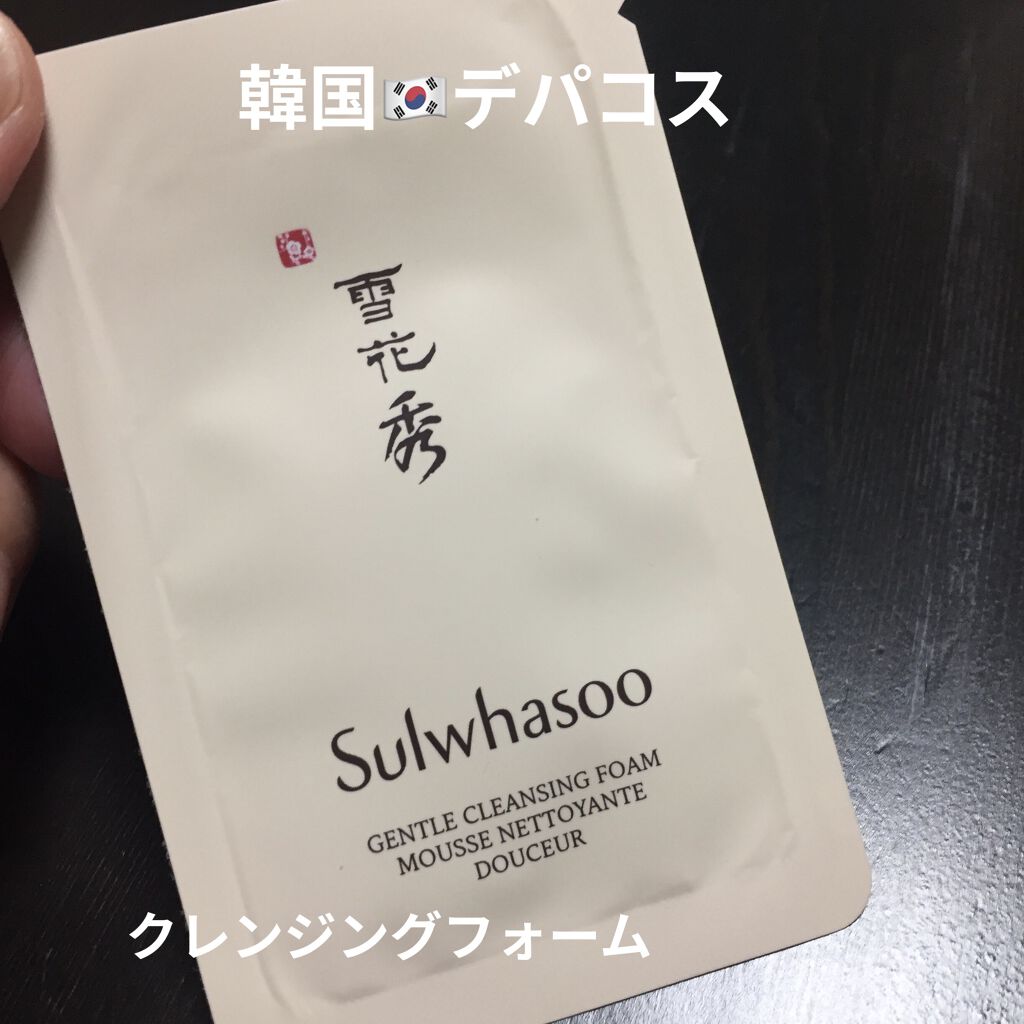 韓国🇰🇷デパコス
雪花秀
Sulwhasoo
GENTLE CLEANSING FOAM
MOUSSE NETTOYANTE
DOUCEUR
クレンジングフォーム